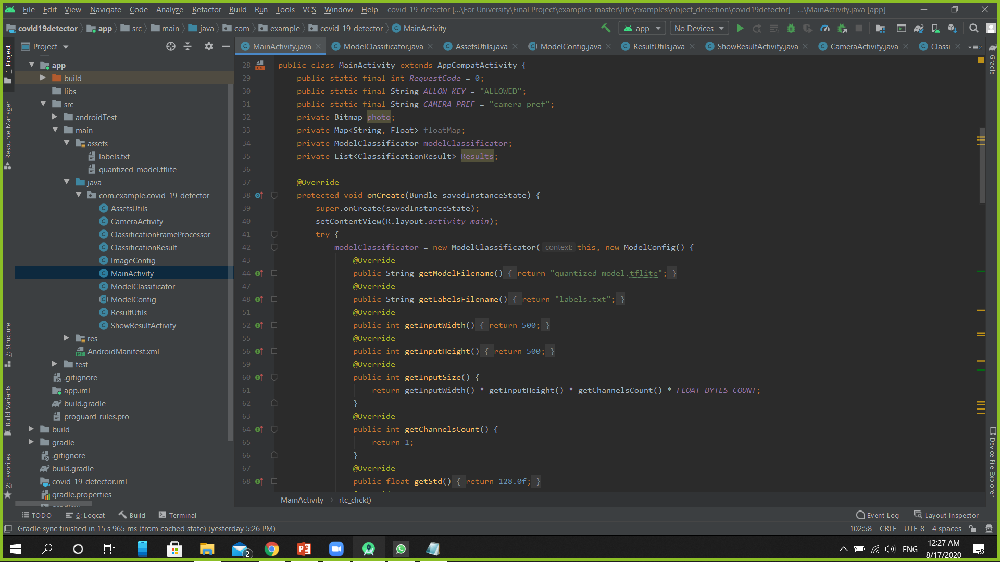 File Edit View Navigate Code Analyze Refactor Build Run Tools VCS Window Help covid-19-detector [...\For University\Final Project\examples-master\lite\examples\object_detection\covid19detector] - ...\MainActivity.java [app]
covid19detector app src main java com example covid_19_detector MainActivity app No Devices
Project MainActivity.java ModelClassificator.java AssetsUtils.java ModelConfig.java ResultUtils.java ShowResultActivity.java CameraActivity.java Classi 2
1: Project
Resource Manager
7: Structure
Build Variants
2: Favorites
app
build
libs
src
androidTest
main
assets
labels.txt
quantized_model.tflite
java
com.example.covid_19_detector
AssetsUtils
CameraActivity
ClassificationFrameProcessor
ClassificationResult
ImageConfig
MainActivity
ModelClassificator
ModelConfig
ResultUtils
ShowResultActivity
res
AndroidManifest.xml
test
.gitignore
app.iml
build.gradle
proguard-rules.pro
build
gradle
.gitignore
build.gradle
covid-19-detector.iml
gradle.properties
28 public class MainActivity extends AppCompatActivity {
29 public static final int RequestCode = 0;
30 public static final String ALLOW_KEY = "ALLOWED";
31 public static final String CAMERA_PREF = "camera_pref";
32 private Bitmap photo;
33 private Map<String, Float> floatMap;
34 private ModelClassificator modelClassificator;
35 private List<ClassificationResult> Results;
36
37 @Override
38 protected void onCreate(Bundle savedInstanceState) {
39 super.onCreate(savedInstanceState);
40 setContentView(R.layout.activity_main);
41 try {
42 modelClassificator = new ModelClassificator( context: this, new ModelConfig() {
43 @Override
44 public String getModelFilename() { return "quantized_model.tflite"; }
47 @Override
48 public String getLabelsFilename() { return "labels.txt"; }
51 @Override
52 public int getInputWidth() { return 500; }
55 @Override
56 public int getInputHeight() { return 500; }
59 @Override
60 public int getInputSize() {
61 return getInputWidth() * getInputHeight() * getChannelsCount() * FLOAT_BYTES_COUNT;
62 }
63 @Override
64 public int getChannelsCount() {
65 return 1;
66 }
67 @Override
68 public float getStd() { return 128.0f; }
MainActivity rtc_click()
Gradle
Device File Explorer
TODO 6: Logcat Build Terminal Event Log Layout Inspector
Gradle sync finished in 15 s 965 ms (from cached state) (yesterday 5:26 PM) 102:58 CRLF UTF-8 4 spaces
2 ENG 12:27 AM
8/17/2020